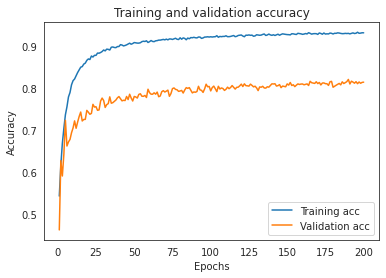 Training and validation accuracy
Accuracy
0.9
0.8
0.7
0.6
0.5
Training acc
Validation acc
0 25 50 75 100 125 150 175 200
Epochs